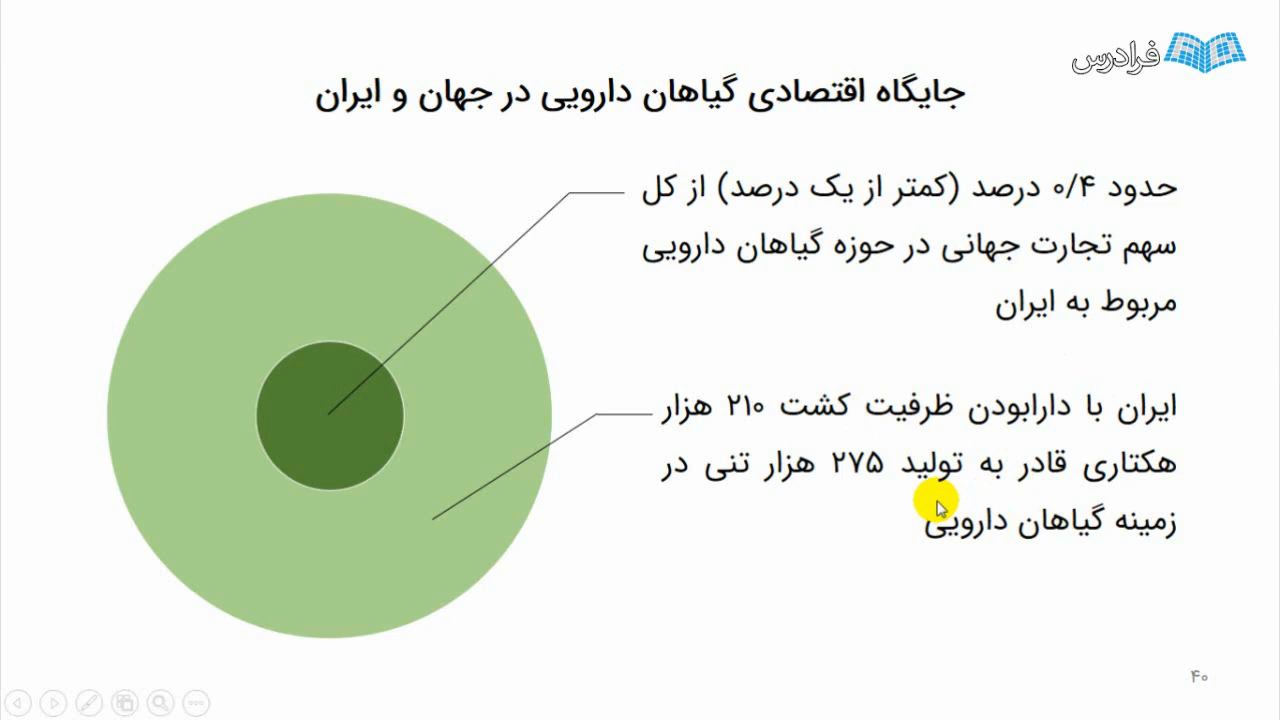 فرادرس
جایگاه اقتصادی گیاهان دارویی در جهان و ایران
حدود ۰/۴ درصد (کمتر از یک درصد) از کل
سهم تجارت جهانی در حوزه گیاهان دارویی
مربوط به ایران
ایران با دارابودن ظرفیت کشت ۲۱۰ هزار
هکتاری قادر به تولید ۲۷۵ هزار تنی در
زمینه گیاهان دارویی
۴۰